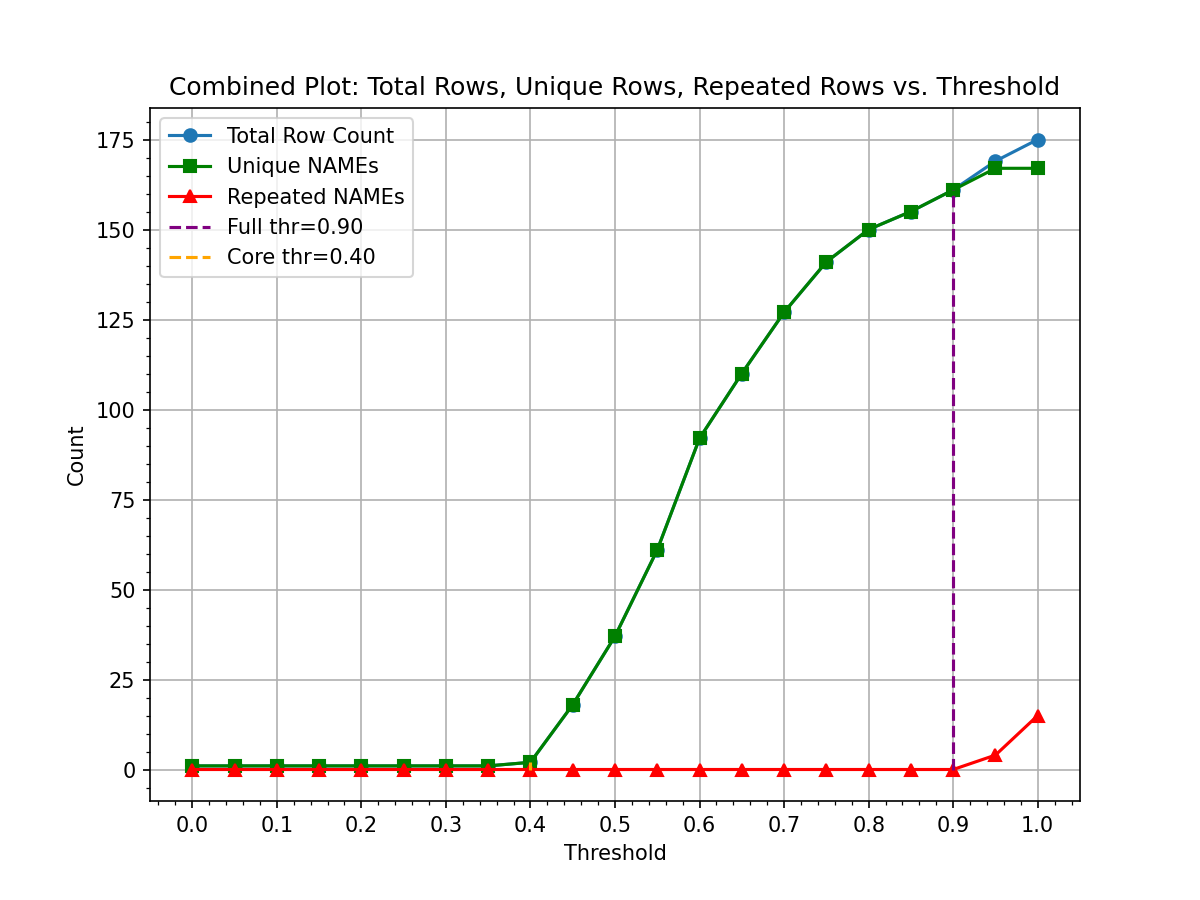 Combined Plot: Total Rows, Unique Rows, Repeated Rows vs. Threshold
Total Row Count
Unique NAMEs
Repeated NAMEs
Full thr=0.90
Core thr=0.40
175
150
125
100
75
50
25
0
Count
0.0 0.1 0.2 0.3 0.4 0.5 0.6 0.7 0.8 0.9 1.0
Threshold